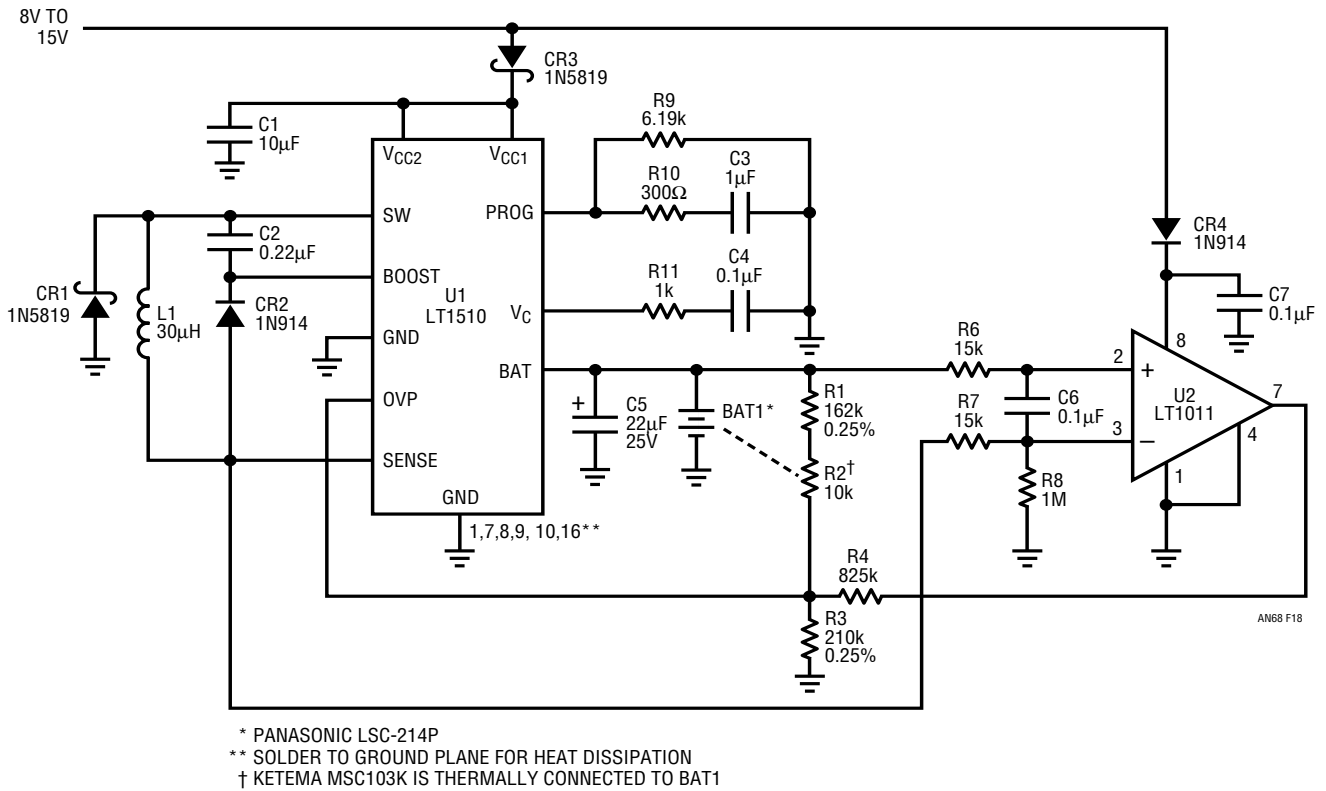 8V TO
15V
CR3
1N5819
C1
10µF
VCC2
VCC1
R9
6.19k
R10
300Ω
C3
1µF
SW
PROG
C2
0.22µF
BOOST
R11
1k
C4
0.1µF
CR1
1N5819
L1
30µH
CR2
1N914
U1
LT1510
GND
VC
CR4
1N914
C7
0.1µF
BAT
OVP
SENSE
GND
1,7,8,9, 10,16**
+
C5
22µF
25V
BAT1*
R1
162k
0.25%
R2†
10k
R6
15k
R7
15k
C6
0.1µF
R8
1M
2
+
3
–
8
U2
LT1011
7
4
1
R4
825k
R3
210k
0.25%
AN68 F18
* PANASONIC LSC-214P
** SOLDER TO GROUND PLANE FOR HEAT DISSIPATION
† KETEMA MSC103K IS THERMALLY CONNECTED TO BAT1